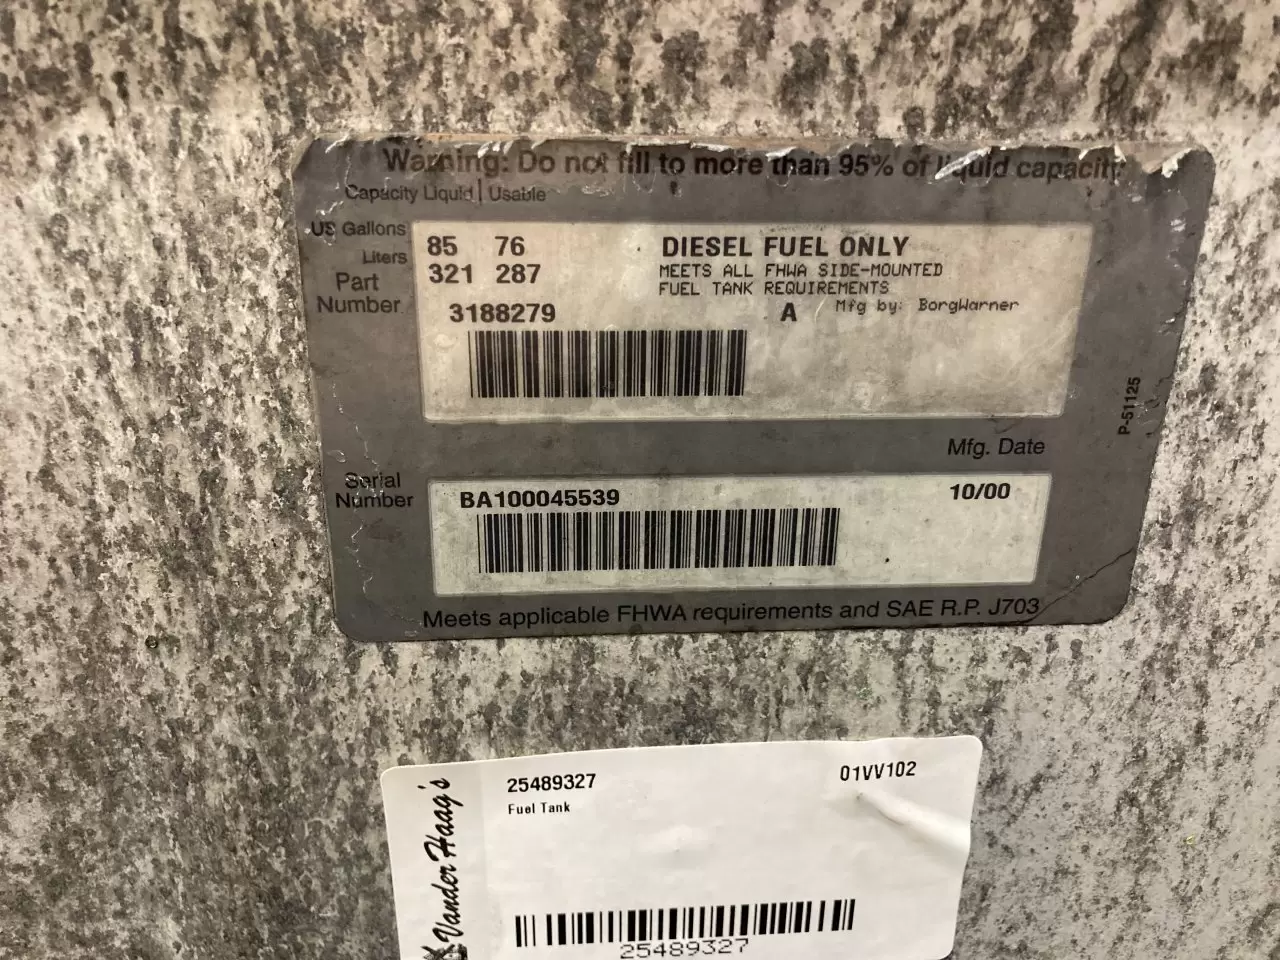 Warning: Do not fill to more than 95% of liquid capacity.
Capacity Liquid | Usable
US Gallons 85 76 DIESEL FUEL ONLY
Liters 321 287 MEETS ALL FHWA SIDE-MOUNTED
FUEL TANK REQUIREMENTS
Part Number 3188279 A Mfg by: BorgWarner
P-51125
Mfg. Date
Serial Number BA100045539 10/00
Meets applicable FHWA requirements and SAE R.P. J703
Vander Haag's
25489327 01VV102
Fuel Tank
25489327